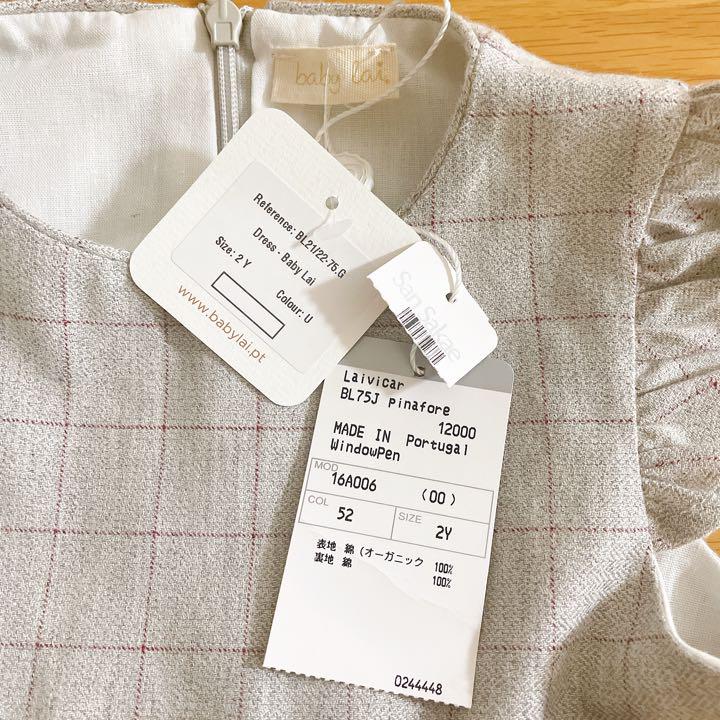 baby lai.
Reference: BL21/22-75.G
Dress - Baby Lai
Size: 2 Y
Colour: U
www.babylai.pt
San Sakae
Laivicar
BL75J pinafore
12000
MADE IN Portugal
WindowPen
MOD
16A006 (00)
COL 52 SIZE 2Y
表地 綿(オーガニック 100%
裏地 綿 100%
0244448